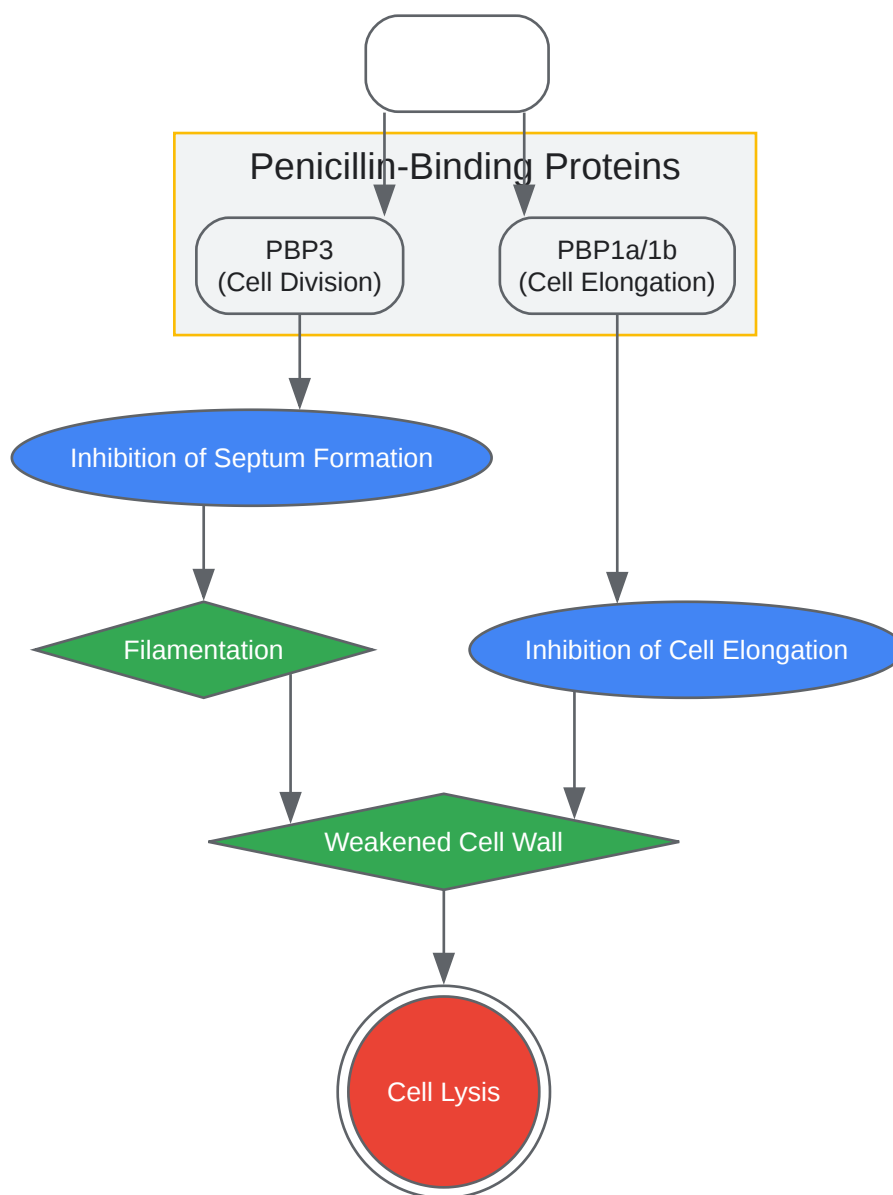 Penicillin-Binding Proteins
PBP3
(Cell Division)
PBP1a/1b
(Cell Elongation)
Inhibition of Septum Formation
Filamentation
Inhibition of Cell Elongation
Weakened Cell Wall
Cell Lysis